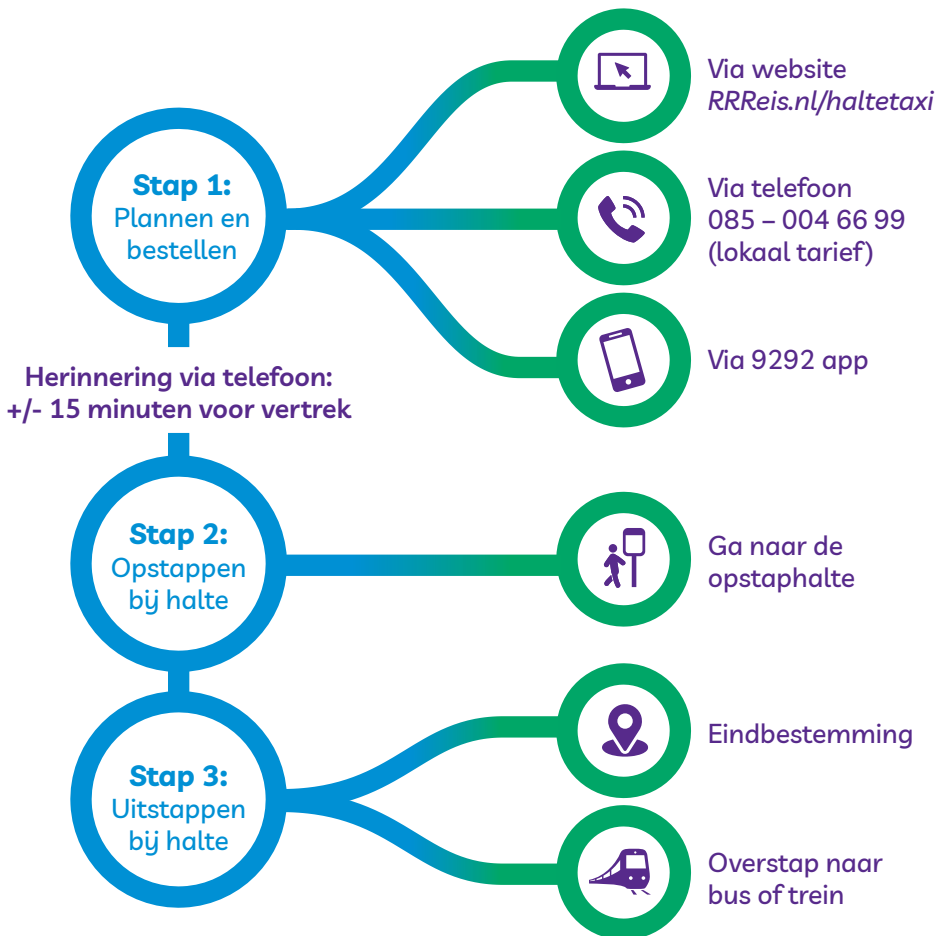 Stap 1:
Plannen en
bestellen
Via website
RRReis.nl/haltetaxi
Via telefoon
085 – 004 66 99
(lokaal tarief)
Via 9292 app
Herinnering via telefoon:
+/- 15 minuten voor vertrek
Stap 2:
Opstappen
bij halte
Ga naar de
opstaphalte
Stap 3:
Uitstappen
bij halte
Eindbestemming
Overstap naar
bus of trein